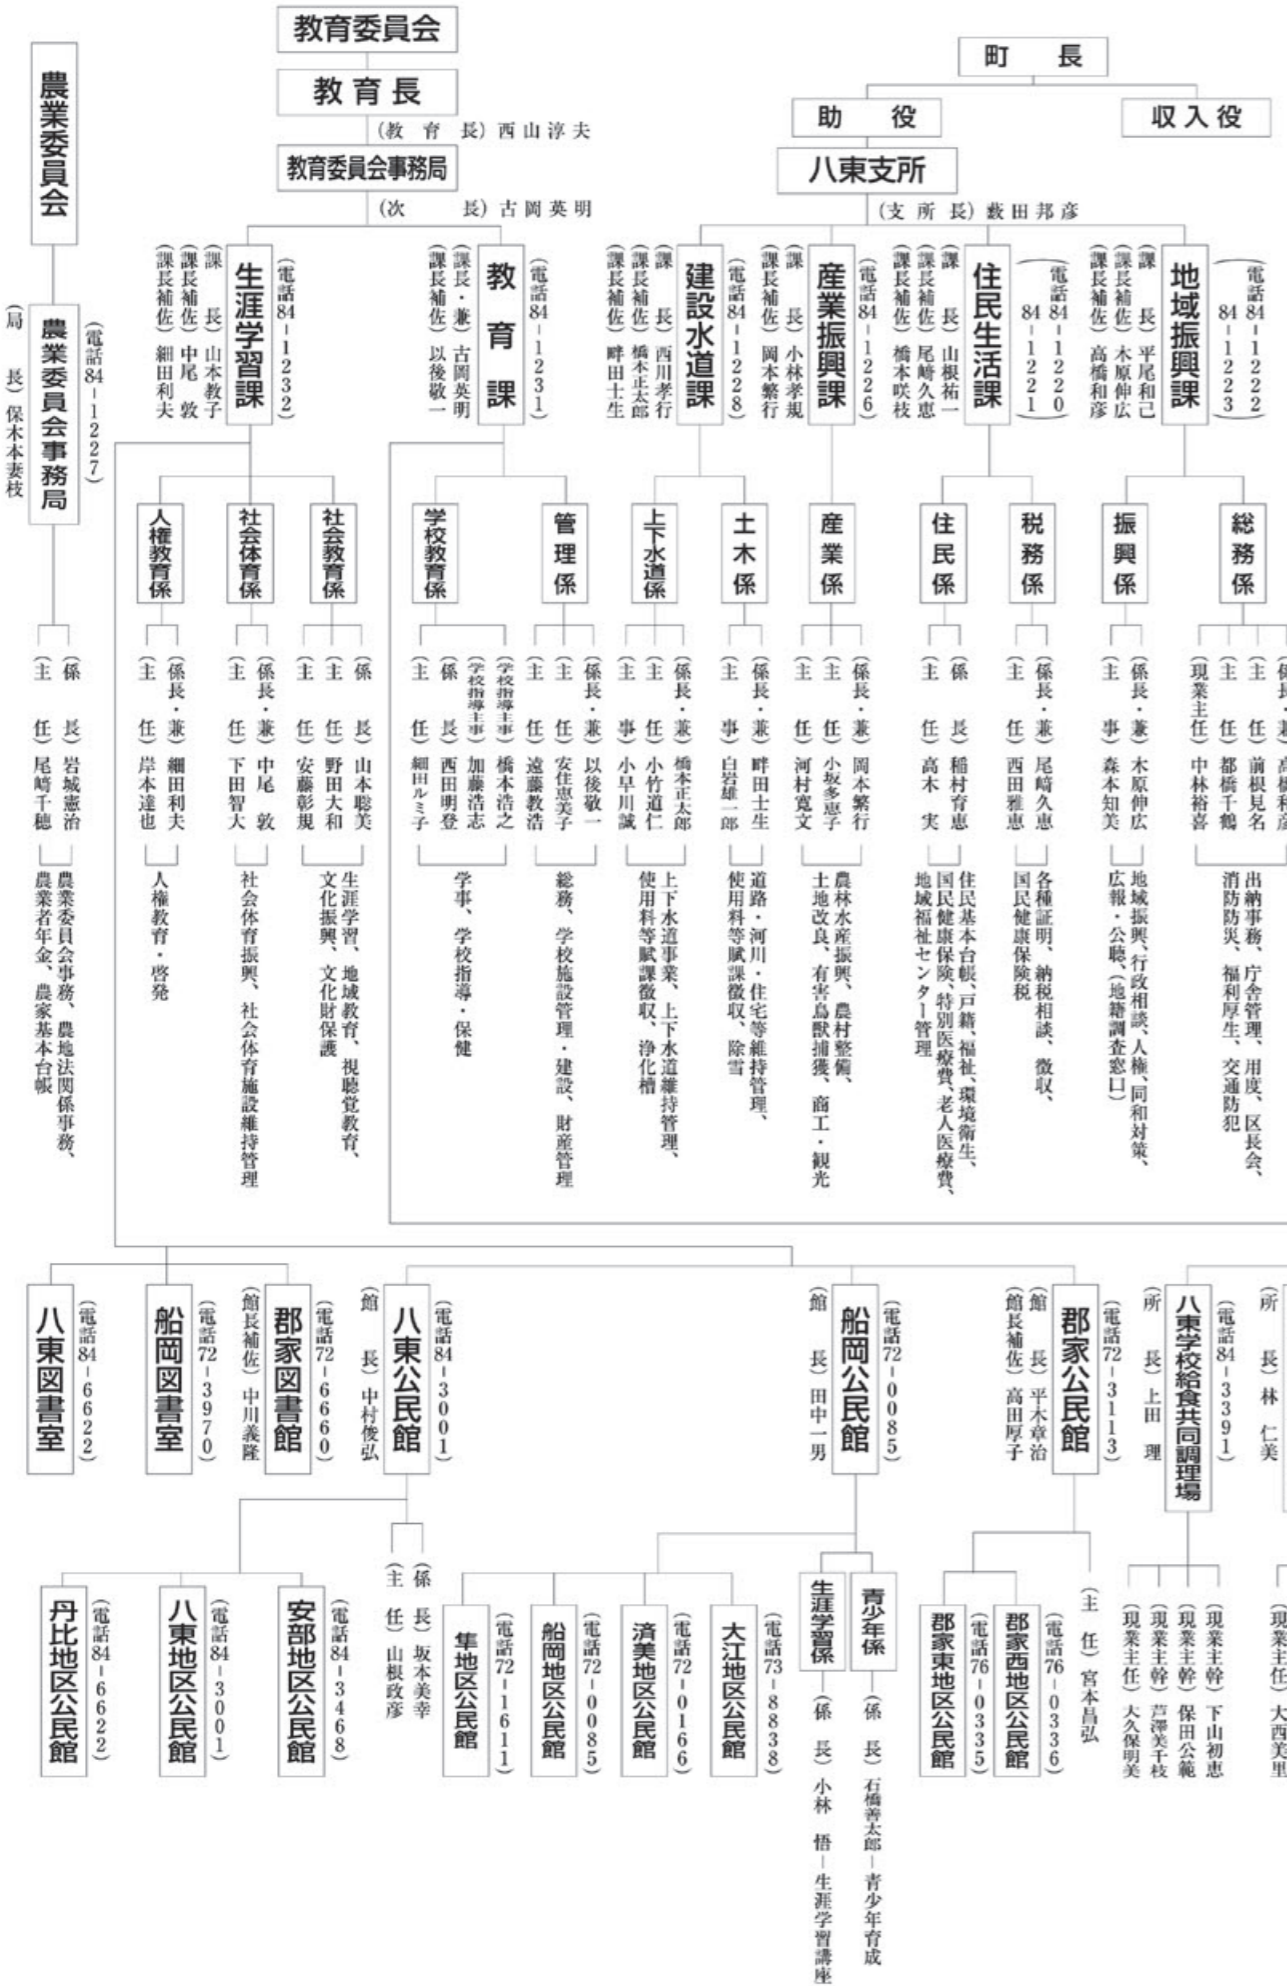 町長
助役
収入役
八東支所
（支所長）藪田邦彦
地域振興課
（電話84－1222
84－1223）
（課長）平尾和己
（課長補佐）木原伸広
（課長補佐）高橋和彦
総務係
（係長・兼）高橋和彦
（主任）前根見名
（主任）都橋千鶴
（現業主任）中林裕喜
出納事務、庁舎管理、用度、区長会、
消防防災、福利厚生、交通防犯
振興係
（係長・兼）木原伸広
（主事）森本知美
地域振興、行政相談、人権、同和対策、
広報・公聴、（地籍調査窓口）
住民生活課
（電話84－1220
84－1221）
（課長）山根祐一
（課長補佐）尾﨑久恵
（課長補佐）橋本咲枝
税務係
（係長・兼）尾﨑久恵
（主任）西田雅恵
各種証明、納税相談、徴収、
国民健康保険税
住民係
（係長）稲村育恵
（主任）高木実
住民基本台帳、戸籍、福祉、環境衛生、
国民健康保険、特別医療費、老人医療費、
地域福祉センター管理
産業振興課
（電話84－1226）
（課長）小林孝規
（課長補佐）岡本繁行
産業係
（係長・兼）岡本繁行
（主任）小坂多恵子
（主任）河村寛文
農林水産振興、農村整備、
土地改良、有害鳥獣捕獲、商工・観光
建設水道課
（電話84－1228）
（課長）西川孝行
（課長補佐）橋本正太郎
（課長補佐）畔田士生
土木係
（係長・兼）畔田士生
（主事）白岩雄一郎
道路・河川・住宅等維持管理、
使用料等賦課徴収、除雪
上下水道係
（係長・兼）橋本正太郎
（主任）小竹道仁
（主事）小早川誠
上下水道事業、上下水道維持管理、
使用料等賦課徴収、浄化槽
教育委員会
教育長
（教育長）西山淳夫
教育委員会事務局
（次長）古岡英明
教育課
（電話84－1231）
（課長・兼）古岡英明
（課長補佐）以後敬一
管理係
（係長・兼）以後敬一
（主任）安住恵美子
（主任）遠藤教浩
総務、学校施設管理・建設、財産管理
学校教育係
（学校指導主事）橋本浩之
（学校指導主事）加藤浩志
（係長）西田明登
（主任）細田ルミ子
学事、学校指導・保健
生涯学習課
（電話84－1232）
（課長）山本教子
（課長補佐）中尾敦
（課長補佐）細田利夫
社会教育係
（係長）山本聡美
（主任）野田大和
（主任）安藤彰規
生涯学習、地域教育、視聴覚教育、
文化振興、文化財保護
社会体育係
（係長・兼）中尾敦
（主任）下田智大
社会体育振興、社会体育施設維持管理
人権教育係
（係長・兼）細田利夫
（主任）岸本達也
人権教育・啓発
農業委員会
農業委員会事務局
（電話84－1227）
（局長）保木本妻枝
（係長）岩城憲治
（主任）尾﨑千穂
農業委員会事務、農地法関係事務、
農業者年金、農家基本台帳
（所長）林仁美
（現業主任）大西美里
八東学校給食共同調理場
（電話84－3391）
（所長）上田理
（現業主幹）下山初恵
（現業主幹）保田公範
（現業主幹）芦澤美千枝
（現業主任）大久保明美
郡家公民館
（電話72－3113）
（館長）平木章治
（館長補佐）高田厚子
（主任）宮本昌弘
郡家西地区公民館
（電話76－0336）
郡家東地区公民館
（電話76－0335）
船岡公民館
（電話72－0085）
（館長）田中一男
青少年係
（係長）石橋善太郎－青少年育成
生涯学習係
（係長）小林悟－生涯学習講座
大江地区公民館
（電話73－8838）
済美地区公民館
（電話72－0166）
船岡地区公民館
（電話72－0085）
隼地区公民館
（電話72－1611）
八東公民館
（電話84－3001）
（館長）中村俊弘
（係長）坂本美幸
（主任）山根政彦
安部地区公民館
（電話84－3468）
八東地区公民館
（電話84－3001）
丹比地区公民館
（電話84－6622）
郡家図書館
（電話72－6660）
（館長補佐）中川義隆
船岡図書室
（電話72－3970）
八東図書室
（電話84－6622）